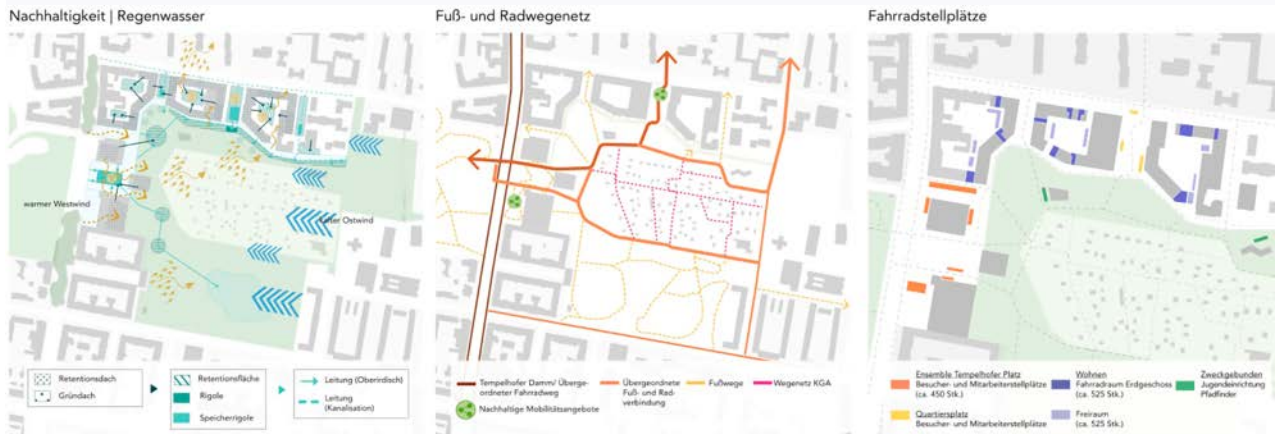 Nachhaltigkeit | Regenwasser
warmer Westwind
kalter Ostwind
Retentionsdach
Gründach
Retentionsfläche
Rigole
Speicherrigole
Leitung (Oberirdisch)
Leitung
(Kanalisation)
Fuß- und Radwegenetz
Tempelhofer Damm/ Überge-
ordneter Fahrradweg
Übergeordnete
Fuß- und Rad-
verbindung
Fußwege
Wegenetz KGA
Nachhaltige Mobilitätsangebote
Fahrradstellplätze
Ensemble Tempelhofer Platz
Besucher- und Mitarbeiterstellplätze
(ca. 450 Stk.)
Quartiersplatz
Besucher- und Mitarbeiterstellplätze
Wohnen
Fahrradraum Erdgeschoss
(ca. 525 Stk.)
Freiraum
(ca. 525 Stk.)
Zweckgebunden
Jugendeinrichtung
Pfadfinder